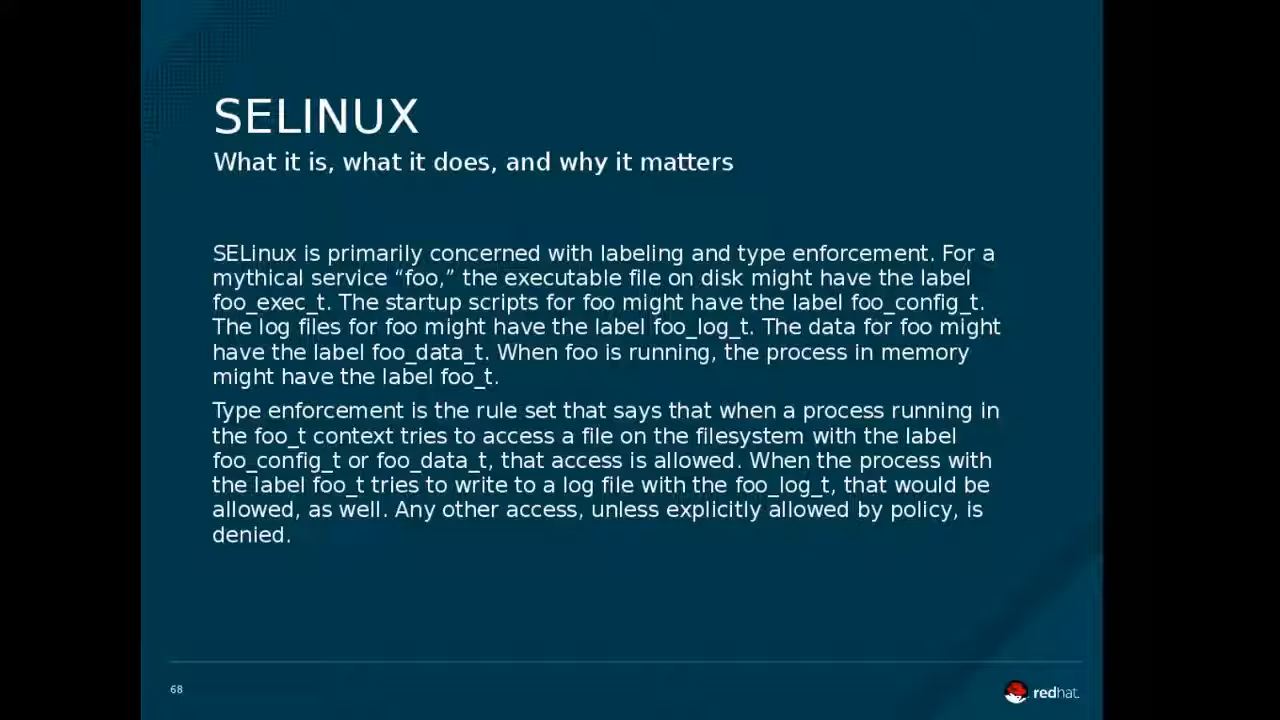 SELINUX
What it is, what it does, and why it matters
SELinux is primarily concerned with labeling and type enforcement. For a
mythical service “foo,” the executable file on disk might have the label
foo_exec_t. The startup scripts for foo might have the label foo_config_t.
The log files for foo might have the label foo_log_t. The data for foo might
have the label foo_data_t. When foo is running, the process in memory
might have the label foo_t.
Type enforcement is the rule set that says that when a process running in
the foo_t context tries to access a file on the filesystem with the label
foo_config_t or foo_data_t, that access is allowed. When the process with
the label foo_t tries to write to a log file with the foo_log_t, that would be
allowed, as well. Any other access, unless explicitly allowed by policy, is
denied.
68
redhat.